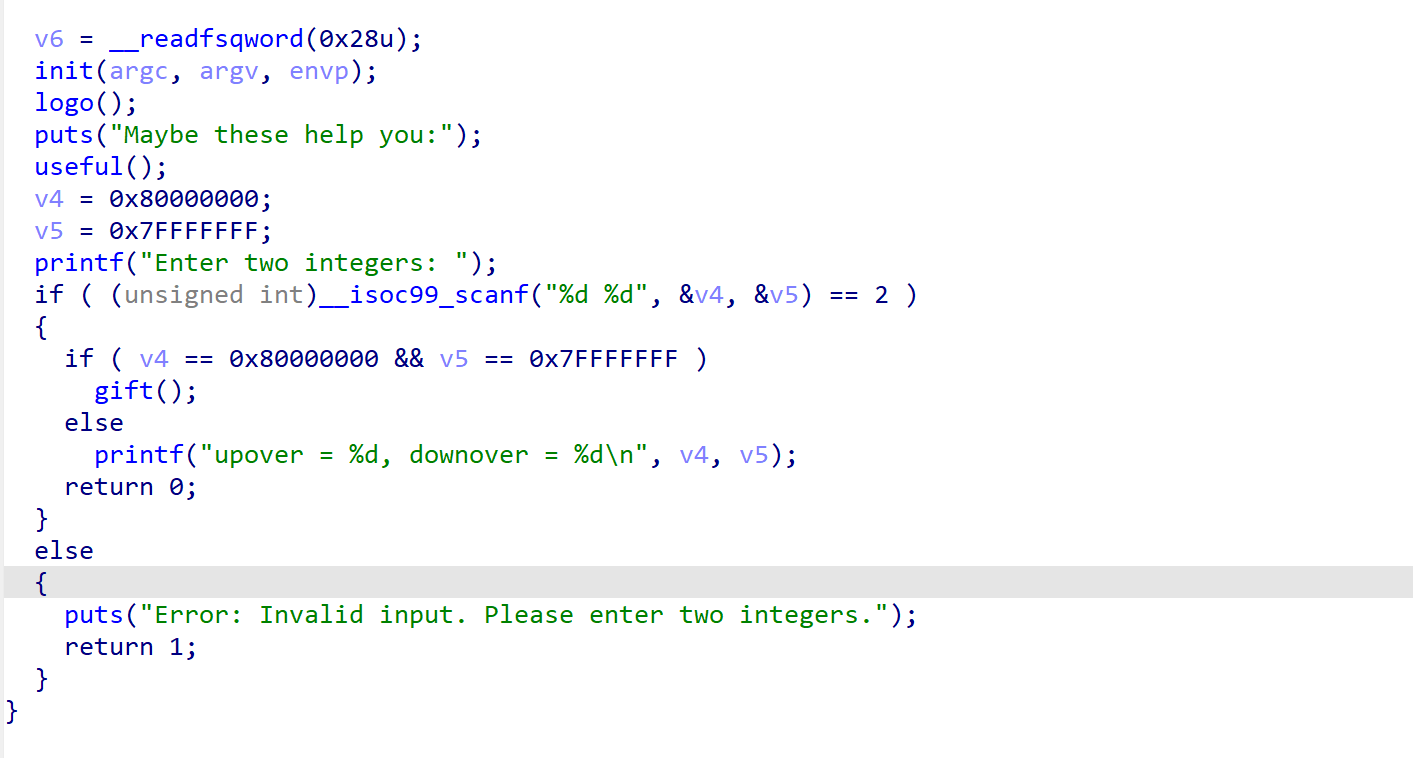 v6 = __readfsqword(0x28u);
init(argc, argv, envp);
logo();
puts("Maybe these help you:");
useful();
v4 = 0x80000000;
v5 = 0x7FFFFFFF;
printf("Enter two integers: ");
if ( (unsigned int)__isoc99_scanf("%d %d", &v4, &v5) == 2 )
{
if ( v4 == 0x80000000 && v5 == 0x7FFFFFFF )
gift();
else
printf("upover = %d, downover = %d\n", v4, v5);
return 0;
}
else
{
puts("Error: Invalid input. Please enter two integers.");
return 1;
}
}